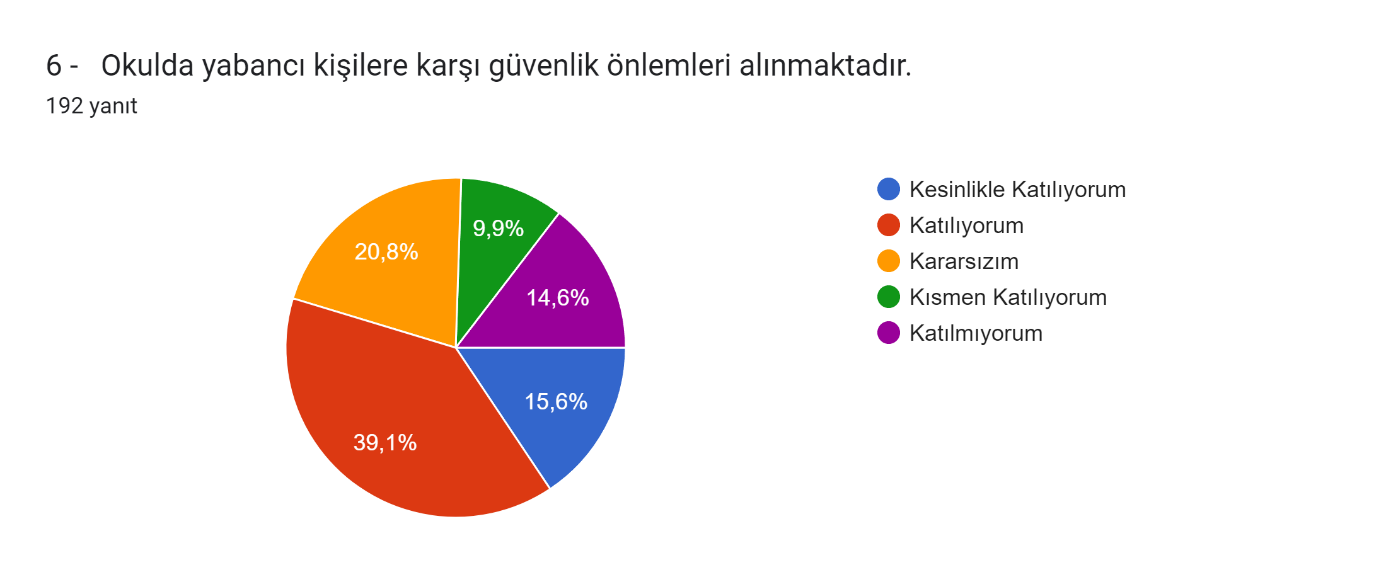 6 -   Okulda yabancı kişilere karşı güvenlik önlemleri alınmaktadır.
192 yanıt
Kesinlikle Katılıyorum
Katılıyorum
Kararsızım
Kısmen Katılıyorum
Katılmıyorum
9,9%
20,8%
14,6%
15,6%
39,1%